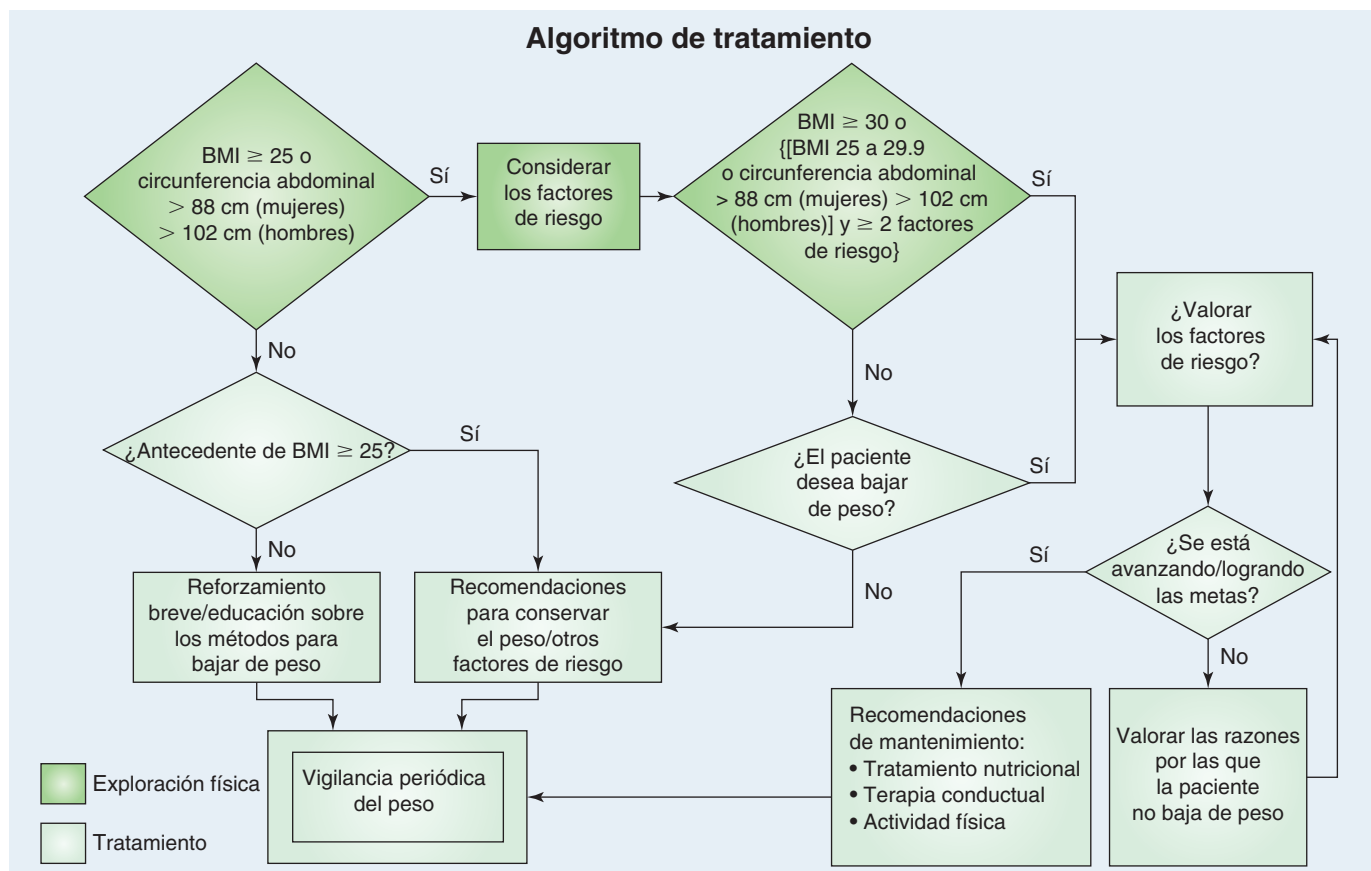 Algoritmo de tratamiento
BMI ≥ 25 o
circunferencia abdominal
> 88 cm (mujeres)
> 102 cm (hombres)
Sí
Considerar
los factores
de riesgo
BMI ≥ 30 o
{[BMI 25 a 29.9
o circunferencia abdominal
> 88 cm (mujeres) > 102 cm
(hombres)] y ≥ 2 factores
de riesgo}
Sí
¿Valorar
los factores
de riesgo?
No
¿Antecedente de BMI ≥ 25?
Sí
No
¿El paciente
desea bajar
de peso?
Sí
No
No
Reforzamiento
breve/educación sobre
los métodos para
bajar de peso
Recomendaciones
para conservar
el peso/otros
factores de riesgo
¿Se está
avanzando/logrando
las metas?
Sí
No
Recomendaciones
de mantenimiento:
• Tratamiento nutricional
• Terapia conductual
• Actividad física
Valorar las razones
por las que
la paciente
no baja de peso
Vigilancia periódica
del peso
Exploración física
Tratamiento